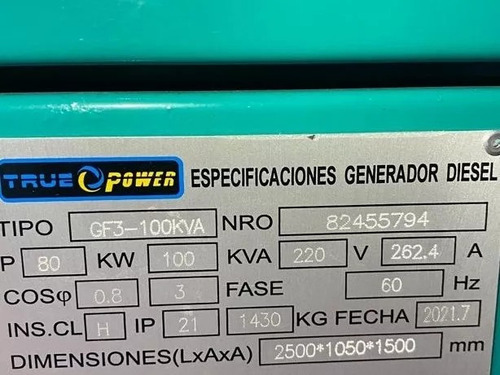 TRUE POWER ESPECIFICACIONES GENERADOR DIESEL
TIPO GF3-100KVA NRO 82455794
P 80 KW 100 KVA 220 V 262.4 A
COSφ 0.8 3 FASE 60 Hz
INS.CL H IP 21 1430 KG FECHA 2021.7
DIMENSIONES(LxAxA) 2500*1050*1500 mm